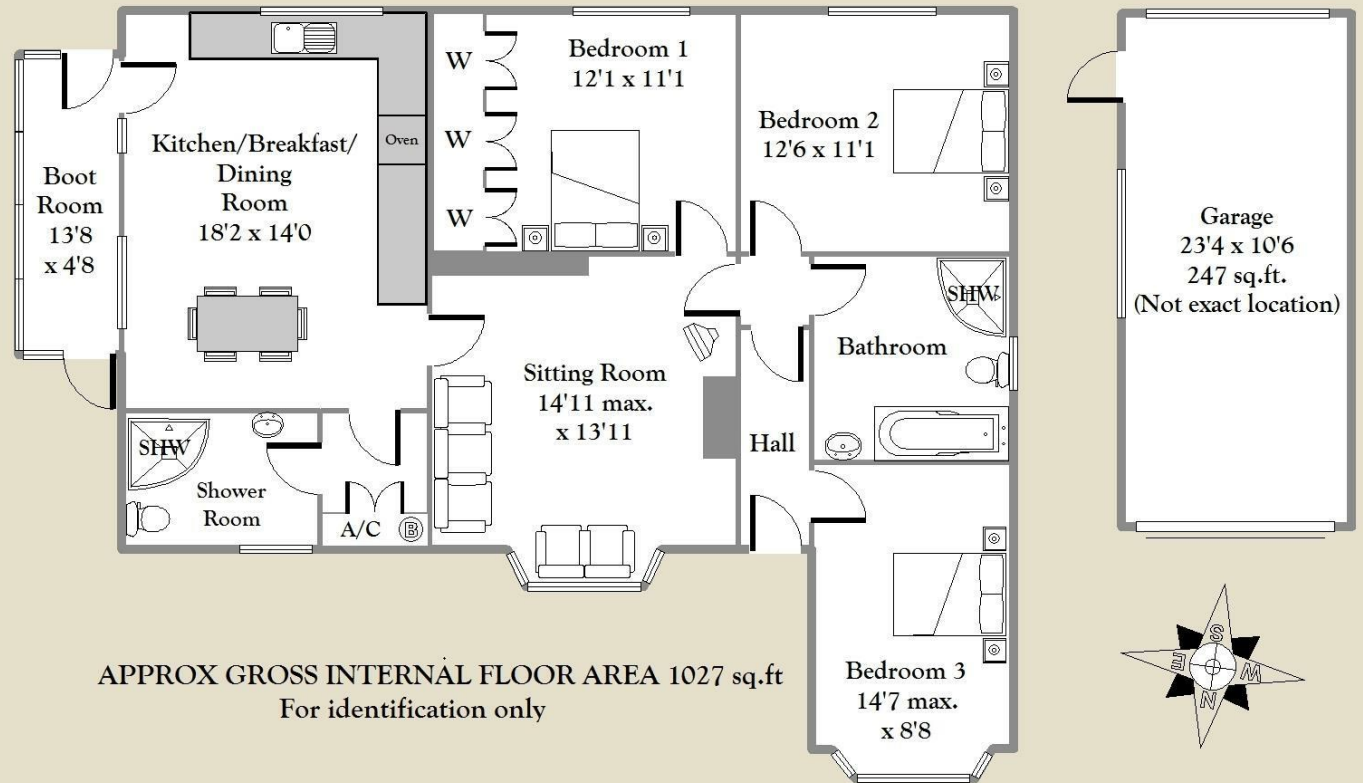 W
W
W
Bedroom 1
12'1 x 11'1
Bedroom 2
12'6 x 11'1
Kitchen/Breakfast/
Dining
Room
18'2 x 14'0
Oven
Boot
Room
13'8
x 4'8
Garage
23'4 x 10'6
247 sq.ft.
(Not exact location)
SHW
Bathroom
Sitting Room
14'11 max.
x 13'11
Hall
SHW
Shower
Room
A/C
B
Bedroom 3
14'7 max.
x 8'8
APPROX GROSS INTERNAL FLOOR AREA 1027 sq.ft
For identification only
S
E
W
N